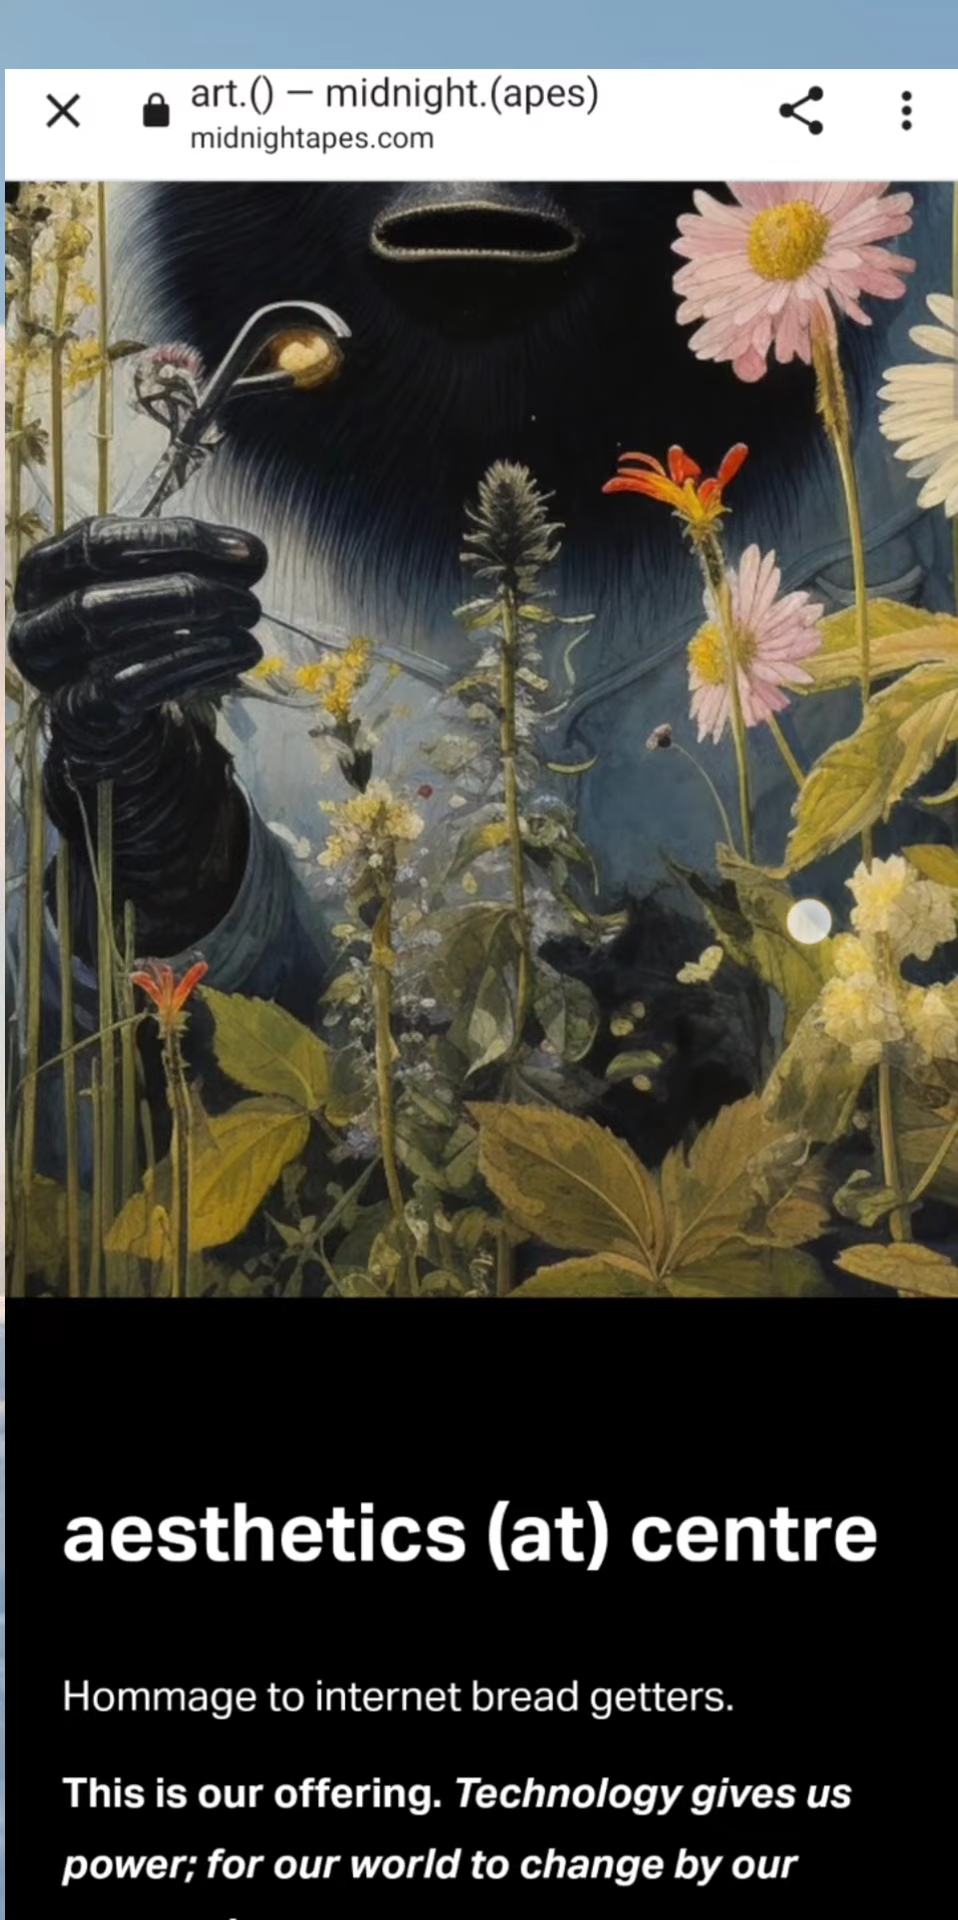 art.() — midnight.(apes)
midnightapes.com
aesthetics (at) centre
Hommage to internet bread getters.
This is our offering. Technology gives us
power; for our world to change by our